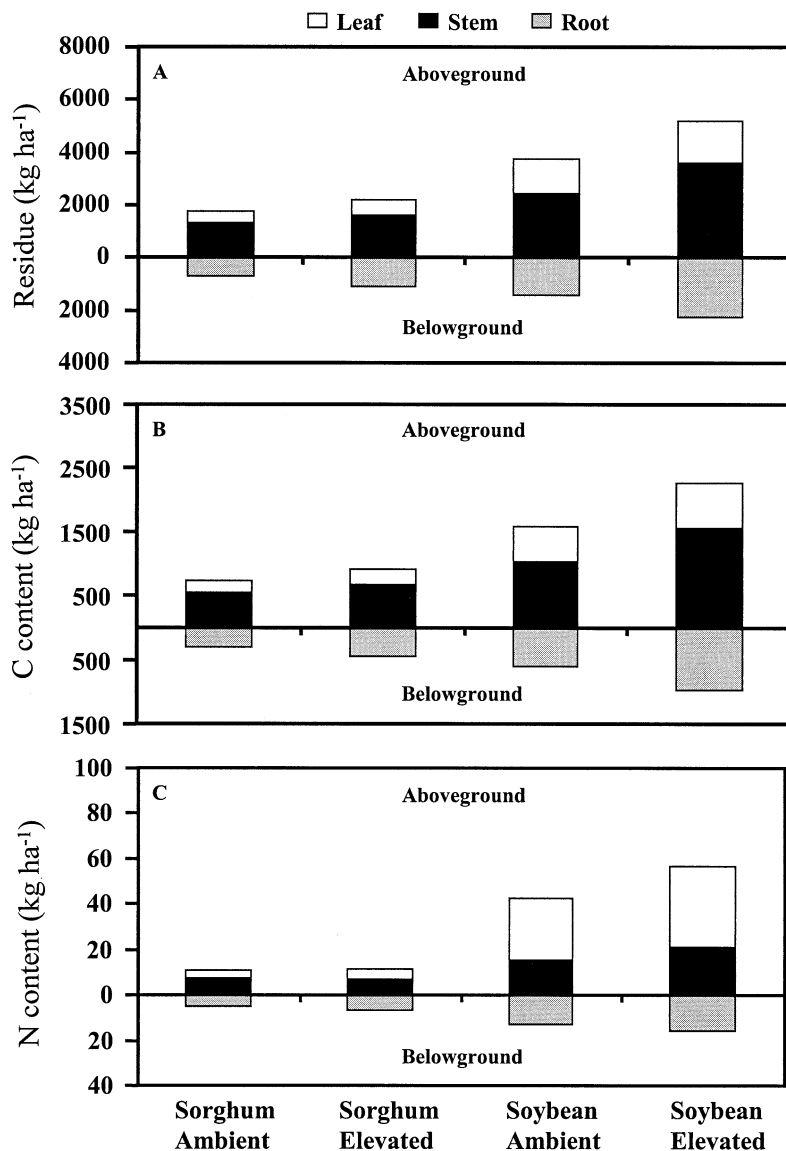 Leaf Stem Root
8000
6000
4000
2000
0
2000
4000
Residue (kg ha⁻¹)
A
Aboveground
Belowground
3500
2500
1500
500
500
1500
C content (kg ha⁻¹)
B
Aboveground
Belowground
100
80
60
40
20
0
20
40
N content (kg ha⁻¹)
C
Aboveground
Belowground
Sorghum Sorghum Soybean Soybean
Ambient Elevated Ambient Elevated